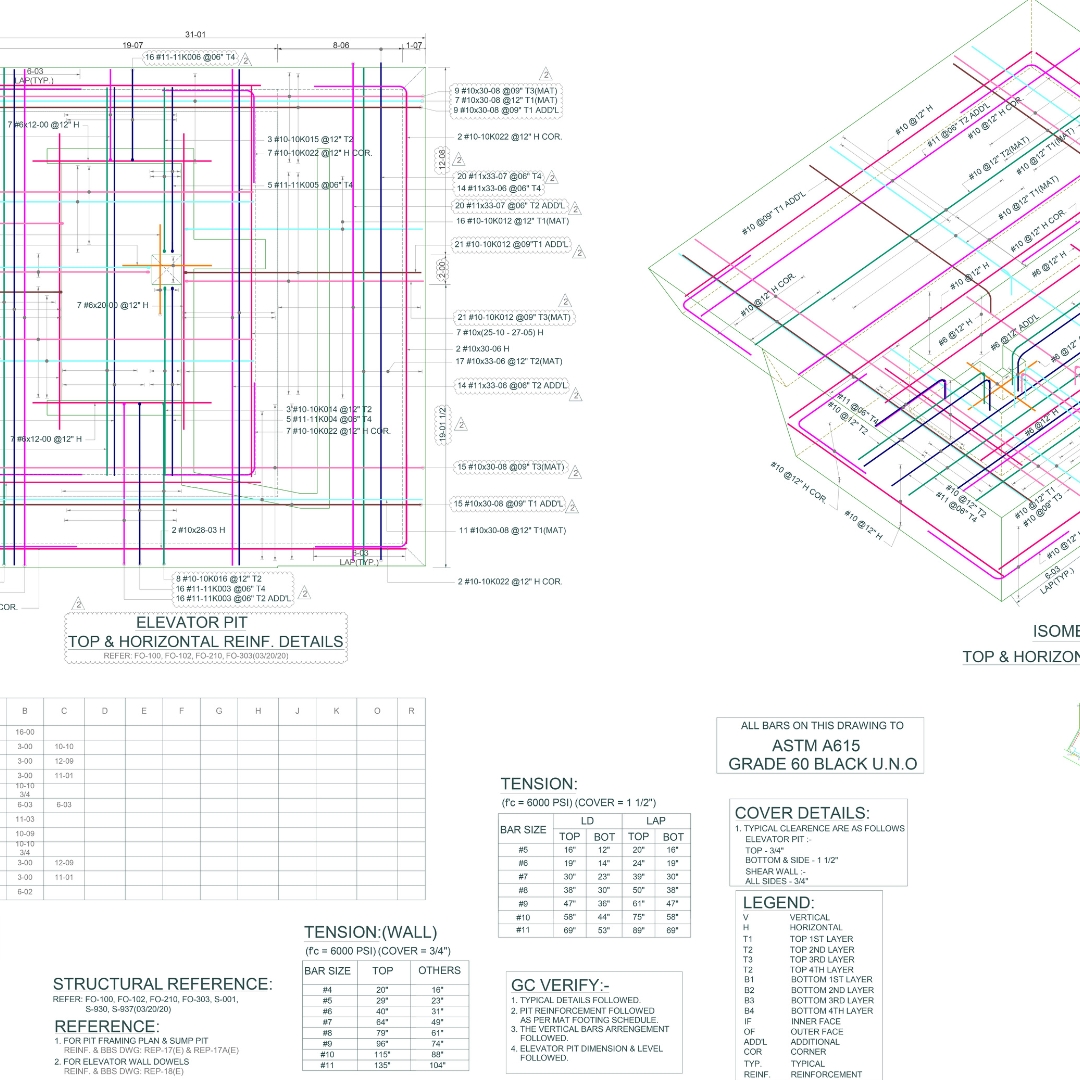 31-01
19-07
8-06
1-07
16 #11-11K006 @06" T4
2
6-03
LAP(TYP.)
2
9 #10x30-08 @09" T3(MAT)
7 #10x30-08 @12" T1(MAT)
9 #10x30-08 @09" T1 ADD'L
7 #6x12-00 @12" H
3 #10-10K015 @12" T2
2 #10-10K022 @12" H COR.
7 #10-10K022 @12" H COR.
12-08
2
5 #11-11K005 @06" T4
20 #11x33-07 @06" T4
2
14 #11x33-06 @06" T4
20 #11x33-07 @06" T2 ADD'L
2
16 #10-10K012 @12"T1(MAT)
21 #10-10K012 @09"T1 ADD'L
2
2-00
2
7 #6x20-00 @12" H
2
21 #10-10K012 @09" T3(MAT)
7 #10x(25-10 - 27-05) H
2 #10x30-06 H
17 #10x33-06 @12" T2(MAT)
14 #11x33-06 @06" T2 ADD'L
2
3 #10-10K014 @12" T2
5 #11-11K004 @06" T4
7 #10-10K022 @12" H COR.
19-01 1/2
2
7 #6x12-00 @12" H
15 #10x30-08 @09" T3(MAT)
2
15 #10x30-08 @09" T1 ADD'L
2
2 #10x28-03 H
11 #10x30-08 @12" T1(MAT)
6-03
LAP(TYP.)
8 #10-10K016 @12" T2
16 #11-11K003 @06" T4
16 #11-11K003 @06" T2 ADD'L
2
2 #10-10K022 @12" H COR.
COR.
2
ELEVATOR PIT
TOP & HORIZONTAL REINF. DETAILS
REFER: FO-100, FO-102, FO-210, FO-303(03/20/20)
#10 @12" H
#11 @06" T2 ADD'L
#10 @12" H COR.
#10 @12" T2(MAT)
#10 @12" T1(MAT)
#10 @09" T1 ADD'L
#10 @12" T1(MAT)
#10 @12" H COR.
#6 @12" H
#10 @12" H
#10 @12" H COR.
#6 @12" H
#6 @12" ADD'L
#6 @12" H
#11 @06" T4
#10 @12" T2
#6 @12" H
#10 @12" H COR
#10 @12" H
#10 @12" T2
#11 @06" T4
#10 @12" T1
#10 @09" T3
#10 @12" H
6-03
LAP(TYP.)
ISOME
TOP & HORIZON
B C D E F G H J K O R
16-00
3-00 10-10
3-00 12-09
3-00 11-01
10-10
3/4
6-03 6-03
11-03
10-09
10-10
3/4
3-00 12-09
3-00 11-01
6-02
ALL BARS ON THIS DRAWING TO
ASTM A615
GRADE 60 BLACK U.N.O
TENSION:
(f'c = 6000 PSI) (COVER = 1 1/2")
BAR SIZE LD LAP
TOP BOT TOP BOT
#5 16" 12" 20" 16"
#6 19" 14" 24" 19"
#7 30" 23" 39" 30"
#8 38" 30" 50" 38"
#9 47" 36" 61" 47"
#10 58" 44" 75" 58"
#11 69" 53" 89" 69"
COVER DETAILS:
1. TYPICAL CLEARENCE ARE AS FOLLOWS
ELEVATOR PIT :-
TOP - 3/4"
BOTTOM & SIDE - 1 1/2"
SHEAR WALL :-
ALL SIDES - 3/4"
LEGEND:
V VERTICAL
H HORIZONTAL
T1 TOP 1ST LAYER
T2 TOP 2ND LAYER
T3 TOP 3RD LAYER
T2 TOP 4TH LAYER
B1 BOTTOM 1ST LAYER
B2 BOTTOM 2ND LAYER
B3 BOTTOM 3RD LAYER
B4 BOTTOM 4TH LAYER
IF INNER FACE
OF OUTER FACE
ADD'L ADDITIONAL
COR CORNER
TYP. TYPICAL
REINF. REINFORCEMENT
TENSION:(WALL)
(f'c = 6000 PSI) (COVER = 3/4")
BAR SIZE TOP OTHERS
#4 20" 16"
#5 29" 23"
#6 40" 31"
#7 64" 49"
#8 79" 61"
#9 96" 74"
#10 115" 88"
#11 135" 104"
GC VERIFY:-
1. TYPICAL DETAILS FOLLOWED.
2. PIT REINFORCEMENT FOLLOWED
AS PER MAT FOOTING SCHEDULE.
3. THE VERTICAL BARS ARRENGEMENT
FOLLOWED.
4. ELEVATOR PIT DIMENSION & LEVEL
FOLLOWED.
STRUCTURAL REFERENCE:
REFER: FO-100, FO-102, FO-210, FO-303, S-001,
S-930, S-937(03/20/20)
REFERENCE:
1. FOR PIT FRAMING PLAN & SUMP PIT
REINF. & BBS DWG: REP-17(E) & REP-17A(E)
2. FOR ELEVATOR WALL DOWELS
REINF. & BBS DWG: REP-18(E)